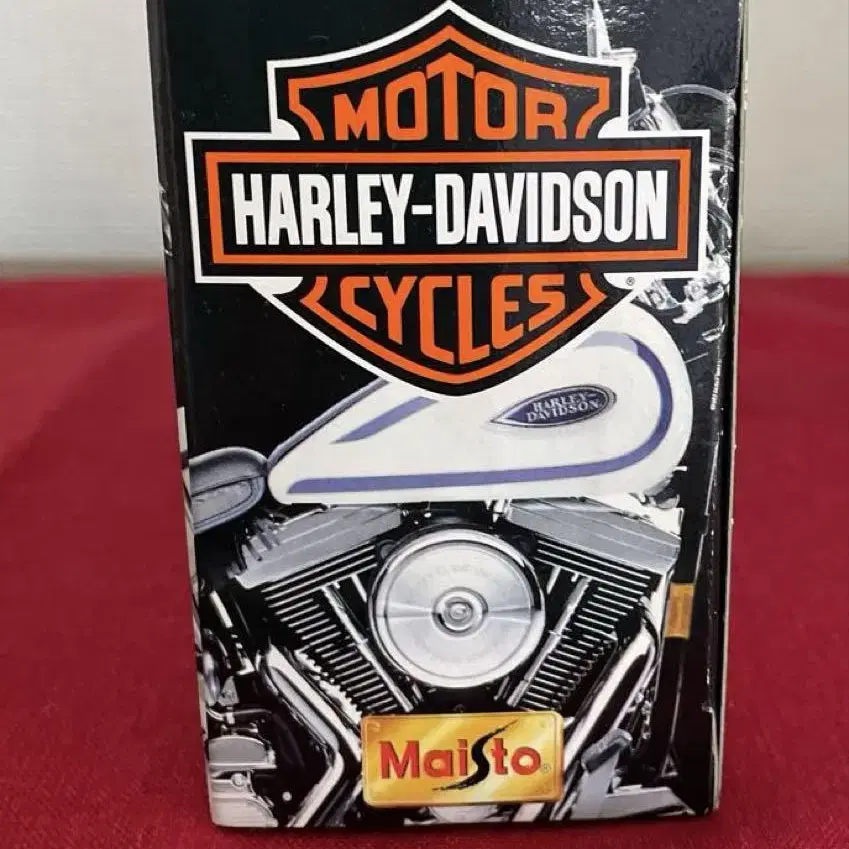 MOTOR
HARLEY-DAVIDSON
CYCLES
®
HARLEY-
DAVIDSON
Maisto®